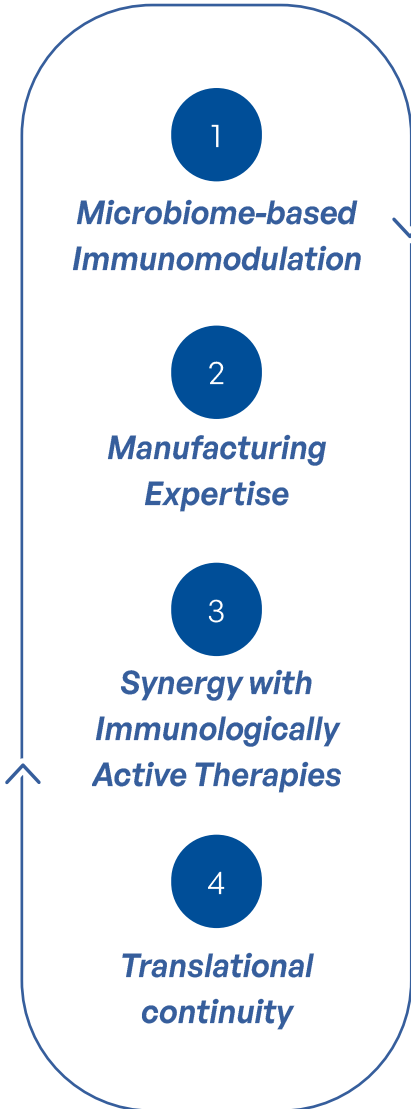 1
Microbiome-based
Immunomodulation
2
Manufacturing
Expertise
3
Synergy with
Immunologically
Active Therapies
4
Translational
continuity